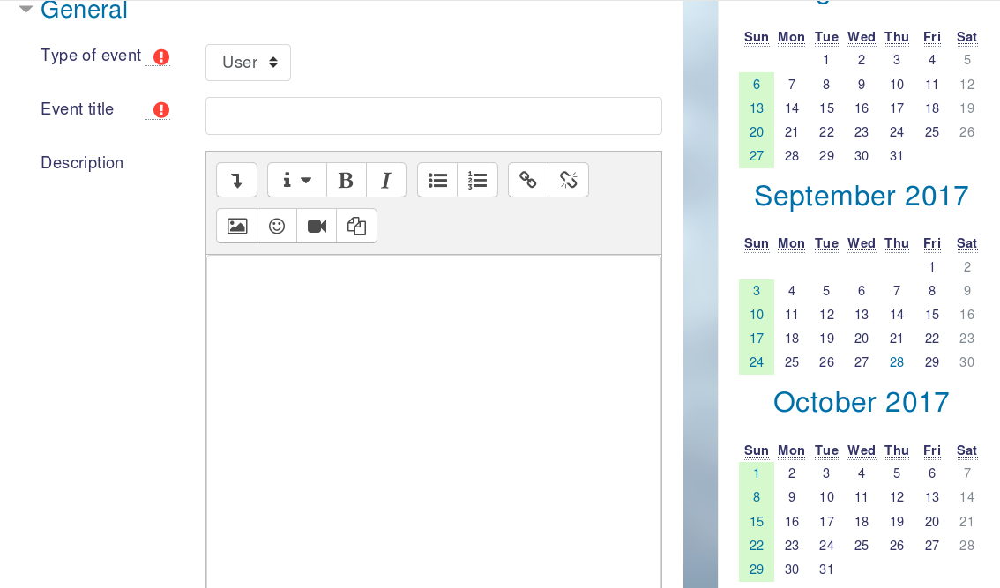 General
Type of event
User
Event title
Description
i B I
Sun Mon Tue Wed Thu Fri Sat
1 2 3 4 5
6 7 8 9 10 11 12
13 14 15 16 17 18 19
20 21 22 23 24 25 26
27 28 29 30 31
September 2017
Sun Mon Tue Wed Thu Fri Sat
1 2
3 4 5 6 7 8 9
10 11 12 13 14 15 16
17 18 19 20 21 22 23
24 25 26 27 28 29 30
October 2017
Sun Mon Tue Wed Thu Fri Sat
1 2 3 4 5 6 7
8 9 10 11 12 13 14
15 16 17 18 19 20 21
22 23 24 25 26 27 28
29 30 31